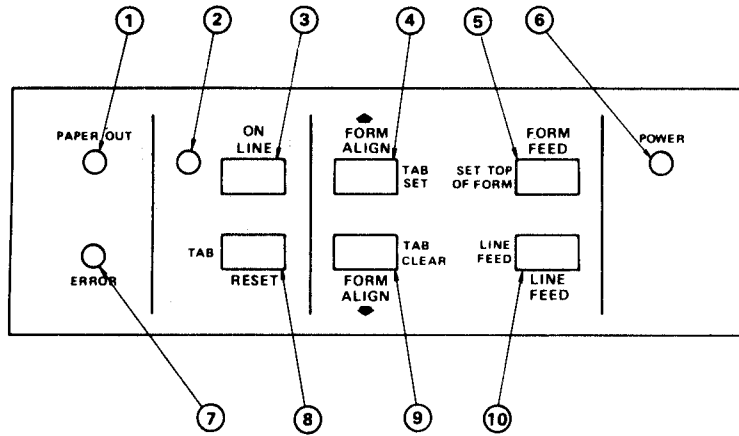 1 2 3 4 5 6
PAPER OUT
ON
LINE
FORM
ALIGN
TAB
SET
FORM
FEED
SET TOP
OF FORM
POWER
ERROR
TAB
RESET
TAB
CLEAR
FORM
ALIGN
LINE
FEED
LINE
FEED
7 8 9 10